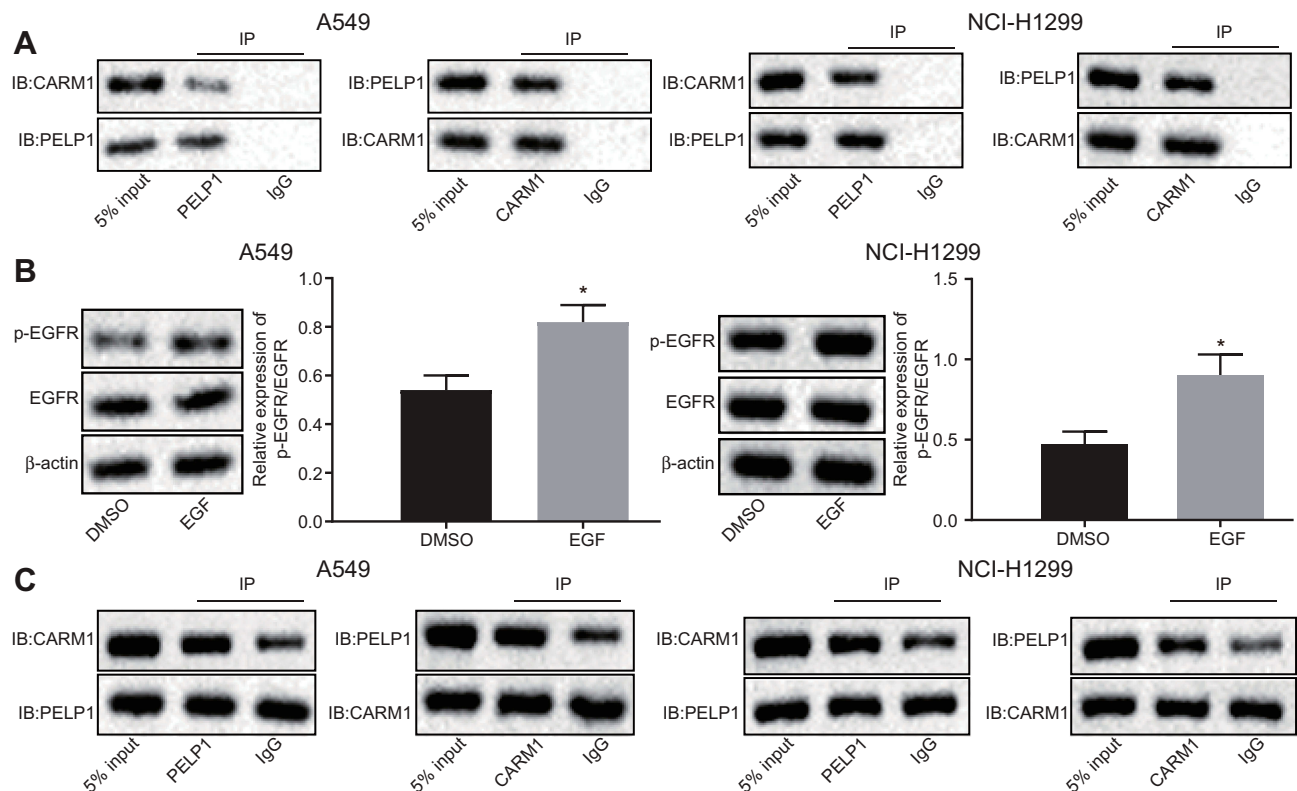 A
A549
NCI-H1299
IP
IP
IP
IP
IB:CARM1
IB:PELP1
IB:CARM1
IB:PELP1
IB:PELP1
IB:CARM1
IB:PELP1
IB:CARM1
5% input
PELP1
IgG
5% input
CARM1
IgG
5% input
PELP1
IgG
5% input
CARM1
IgG
B
A549
NCI-H1299
p-EGFR
EGFR
β-actin
DMSO
EGF
Relative expression of
p-EGFR/EGFR
1.0
0.8
0.6
0.4
0.2
0.0
*
DMSO
EGF
p-EGFR
EGFR
β-actin
DMSO
EGF
Relative expression of
p-EGFR/EGFR
1.5
1.0
0.5
0.0
*
DMSO
EGF
C
A549
NCI-H1299
IP
IP
IP
IP
IB:CARM1
IB:PELP1
IB:CARM1
IB:PELP1
IB:PELP1
IB:CARM1
IB:PELP1
IB:CARM1
5% input
PELP1
IgG
5% input
CARM1
IgG
5% input
PELP1
IgG
5% input
CARM1
IgG